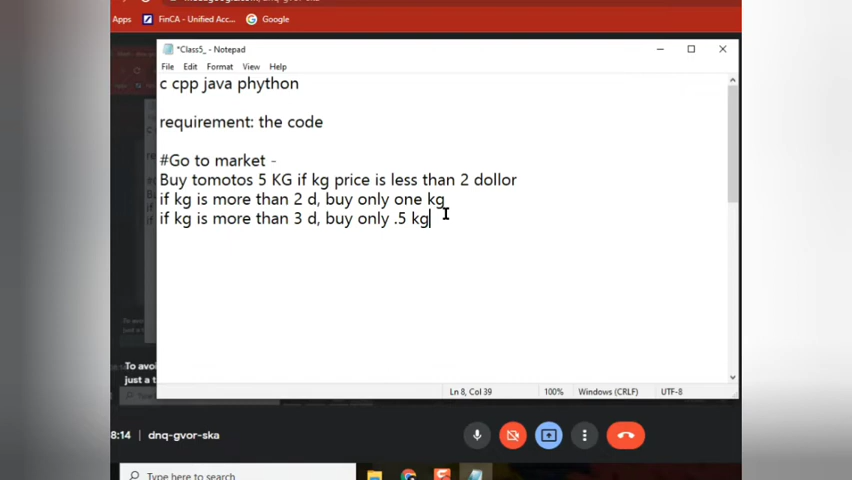 Apps FinCA - Unified Acc... Google
*Class5_ - Notepad
File Edit Format View Help
c cpp java phython
requirement: the code
#Go to market -
Buy tomotos 5 KG if kg price is less than 2 dollor
if kg is more than 2 d, buy only one kg
if kg is more than 3 d, buy only .5 kg
To avoi
just a t
Ln 8, Col 39 100% Windows (CRLF) UTF-8
8:14 dnq-gvor-ska
Type here to search